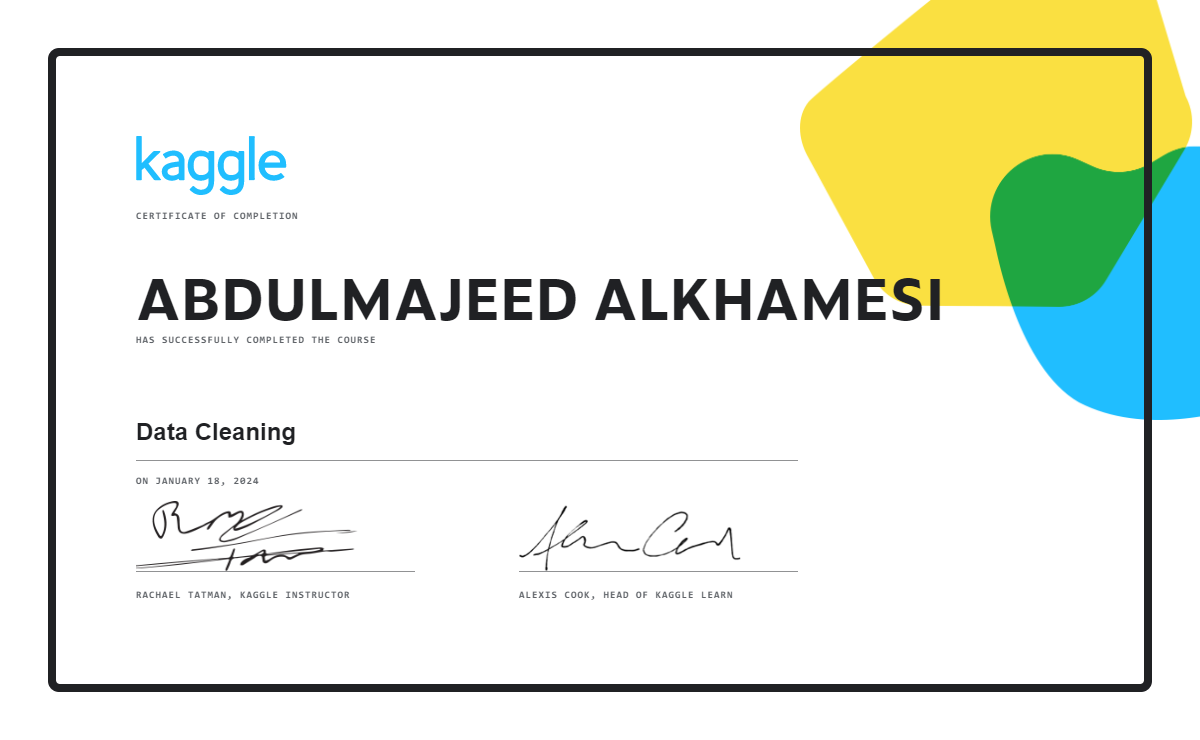 kaggle
CERTIFICATE OF COMPLETION
ABDULMAJEED ALKHAMESI
HAS SUCCESSFULLY COMPLETED THE COURSE
Data Cleaning
ON JANUARY 18, 2024
RACHAEL TATMAN, KAGGLE INSTRUCTOR
ALEXIS COOK, HEAD OF KAGGLE LEARN